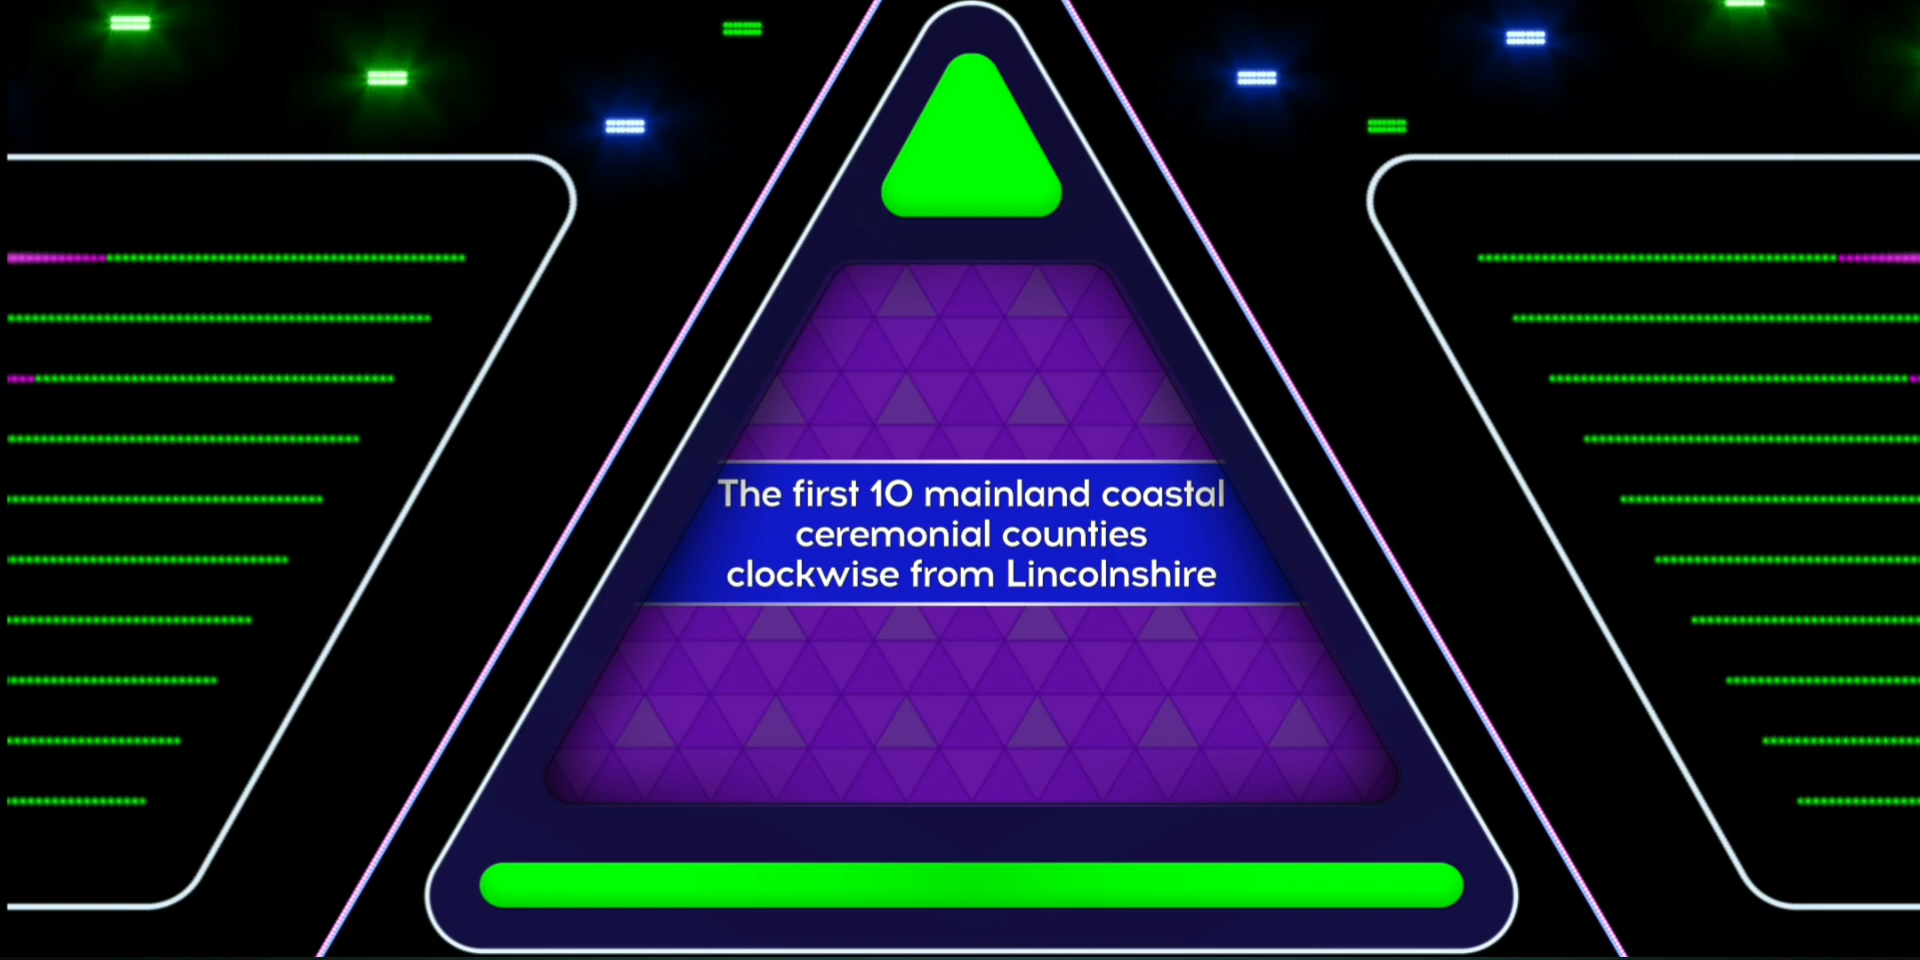 The first 10 mainland coastal
ceremonial counties
clockwise from Lincolnshire